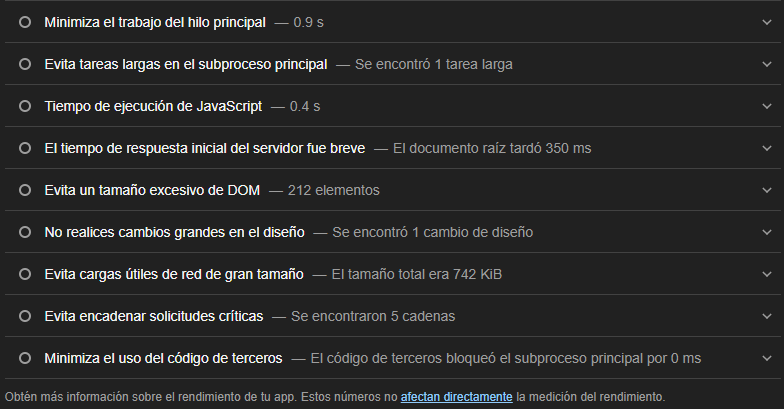 Minimiza el trabajo del hilo principal — 0.9 s
Evita tareas largas en el subproceso principal — Se encontró 1 tarea larga
Tiempo de ejecución de JavaScript — 0.4 s
El tiempo de respuesta inicial del servidor fue breve — El documento raíz tardó 350 ms
Evita un tamaño excesivo de DOM — 212 elementos
No realices cambios grandes en el diseño — Se encontró 1 cambio de diseño
Evita cargas útiles de red de gran tamaño — El tamaño total era 742 KiB
Evita encadenar solicitudes críticas — Se encontraron 5 cadenas
Minimiza el uso del código de terceros — El código de terceros bloqueó el subproceso principal por 0 ms
Obtén más información sobre el rendimiento de tu app. Estos números no afectan directamente la medición del rendimiento.